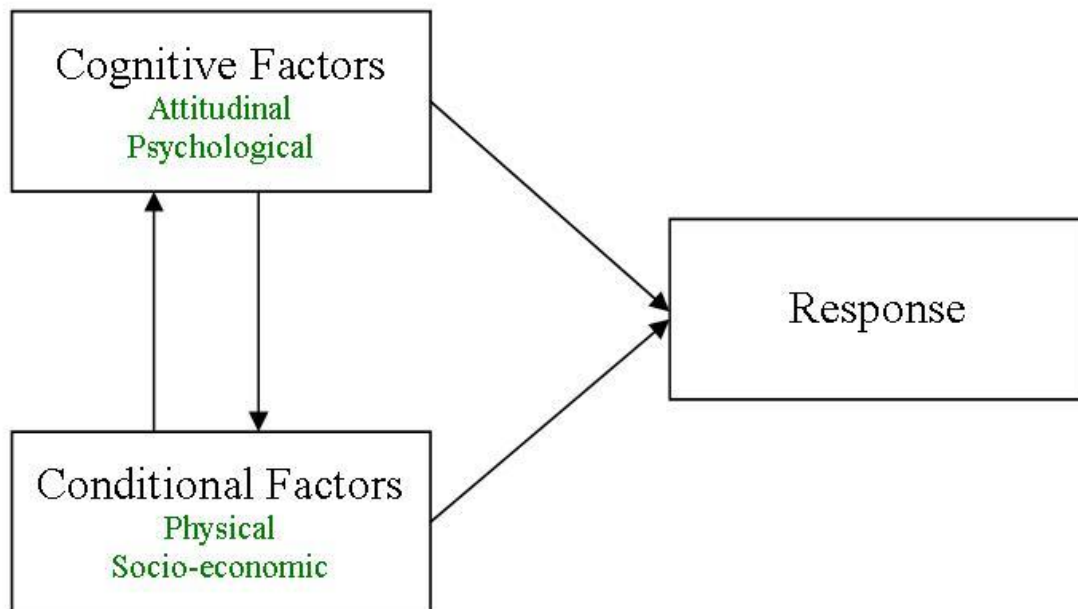 Cognitive Factors
Attitudinal
Psychological
Response
Conditional Factors
Physical
Socio-economic